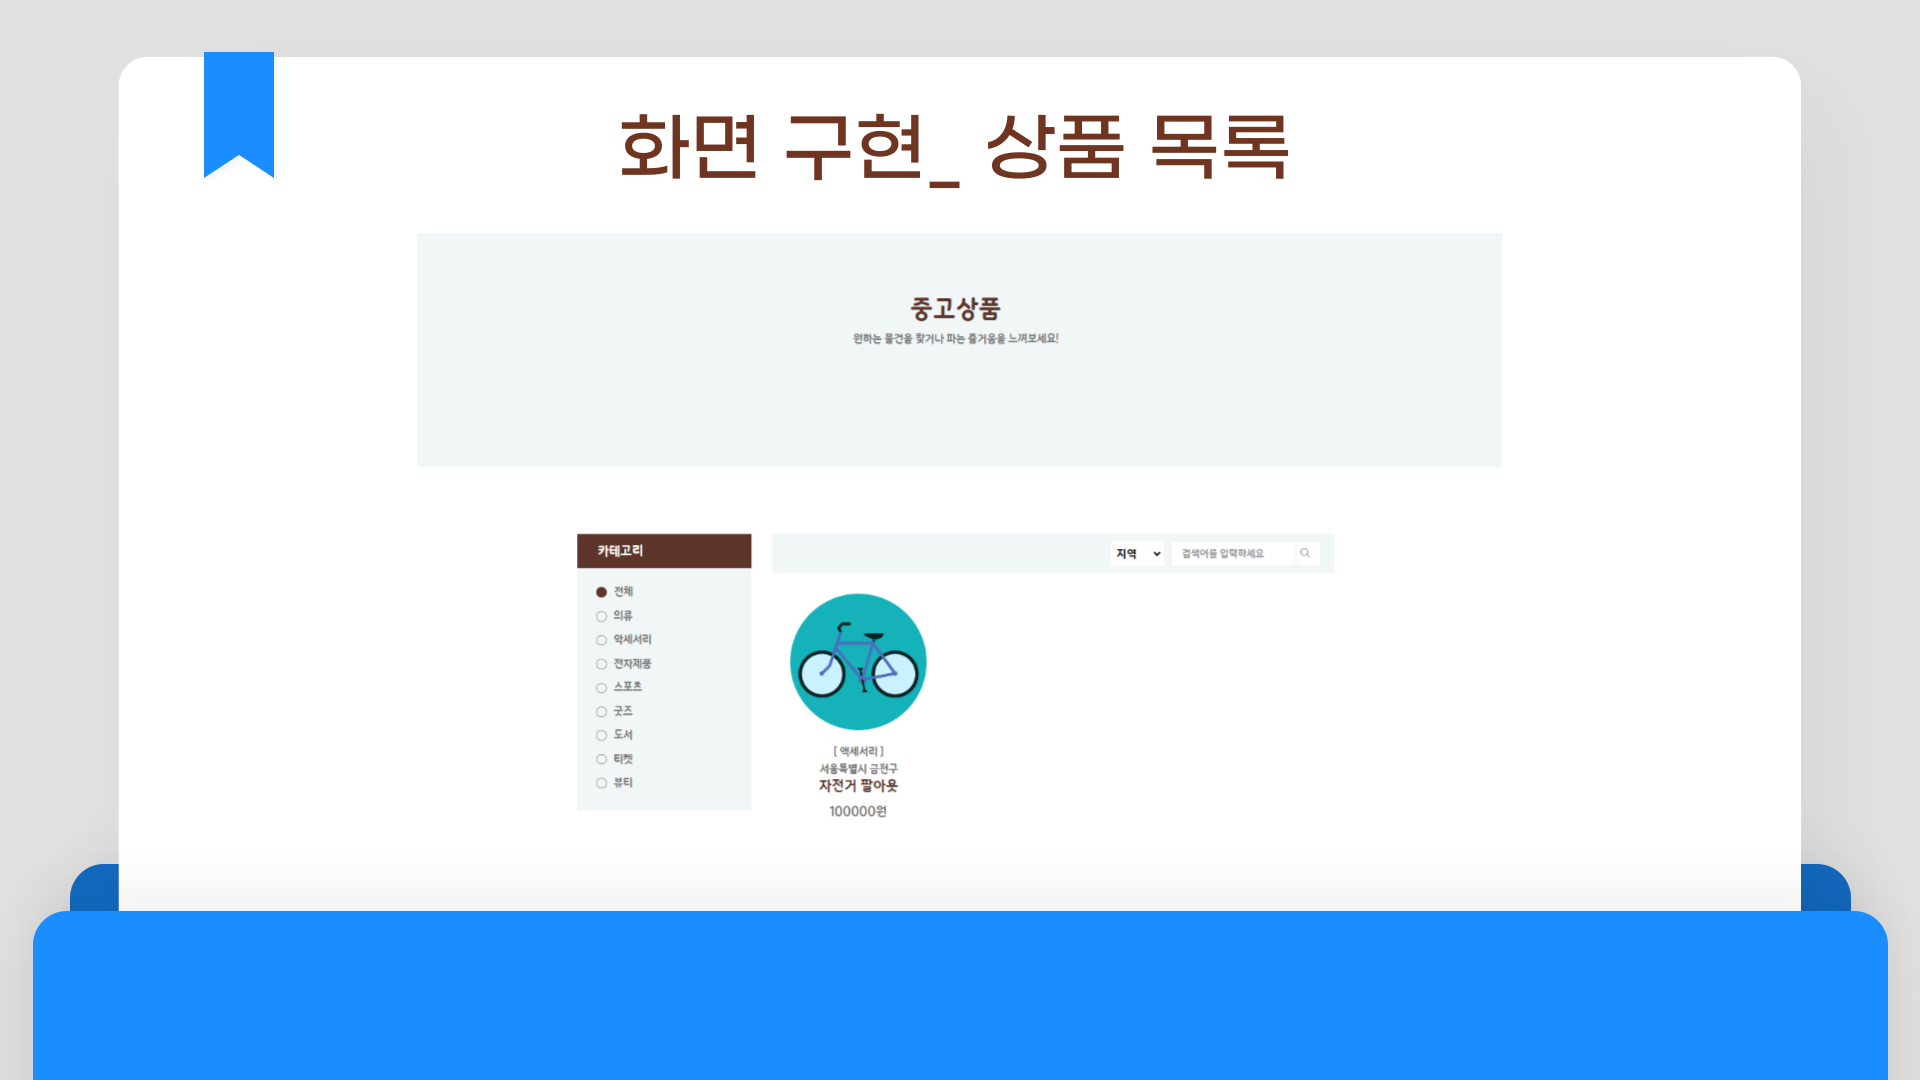 화면 구현_ 상품 목록
중고상품
원하는 물건을 찾거나 파는 즐거움을 느껴보세요!
카테고리
지역
검색어를 입력하세요
전체
의류
악세서리
전자제품
스포츠
굿즈
도서
티켓
뷰티
[ 액세서리 ]
서울특별시 금천구
자전거 팔아욧
100000원